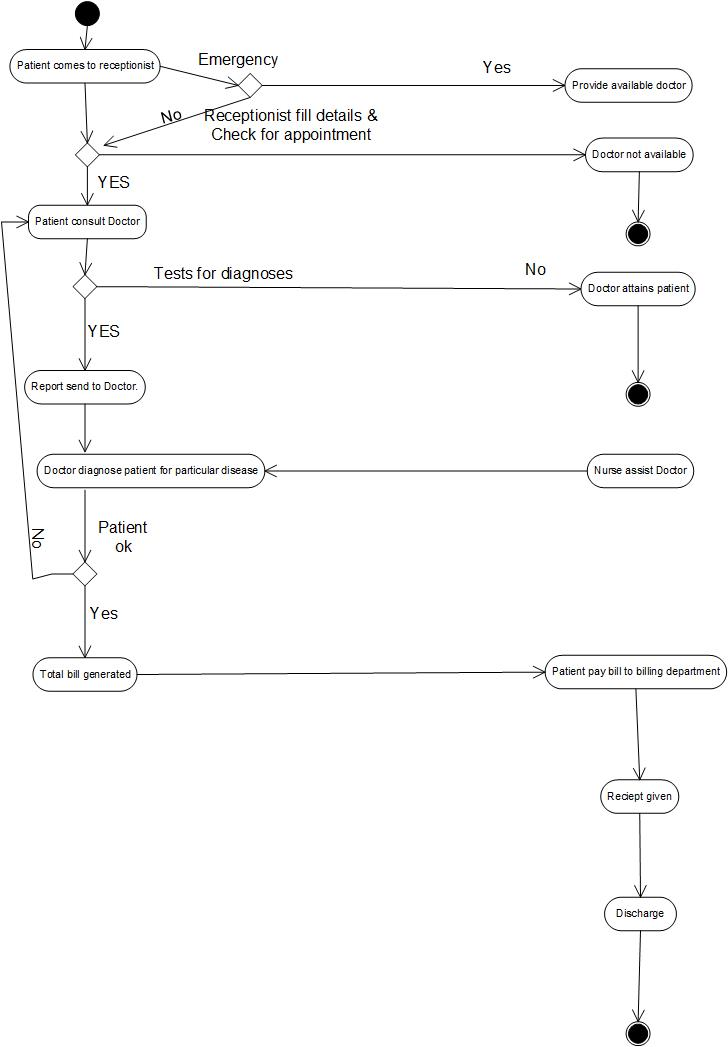 Emergency
Patient comes to receptionist
Yes
Provide available doctor
No
Receptionist fill details &
Check for appointment
Doctor not available
YES
Patient consult Doctor
Tests for diagnoses
No
Doctor attains patient
YES
Report send to Doctor.
Doctor diagnose patient for particular disease
Nurse assist Doctor
No
Patient
ok
Yes
Total bill generated
Patient pay bill to billing department
Reciept given
Discharge